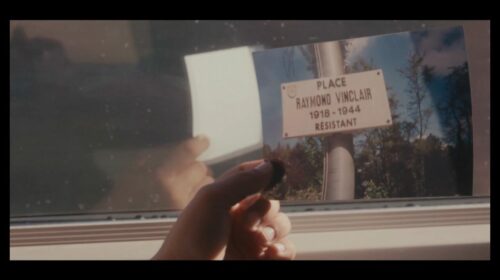 PLACE
RAYMOND VINCLAIR
1918 - 1944
RESISTANT